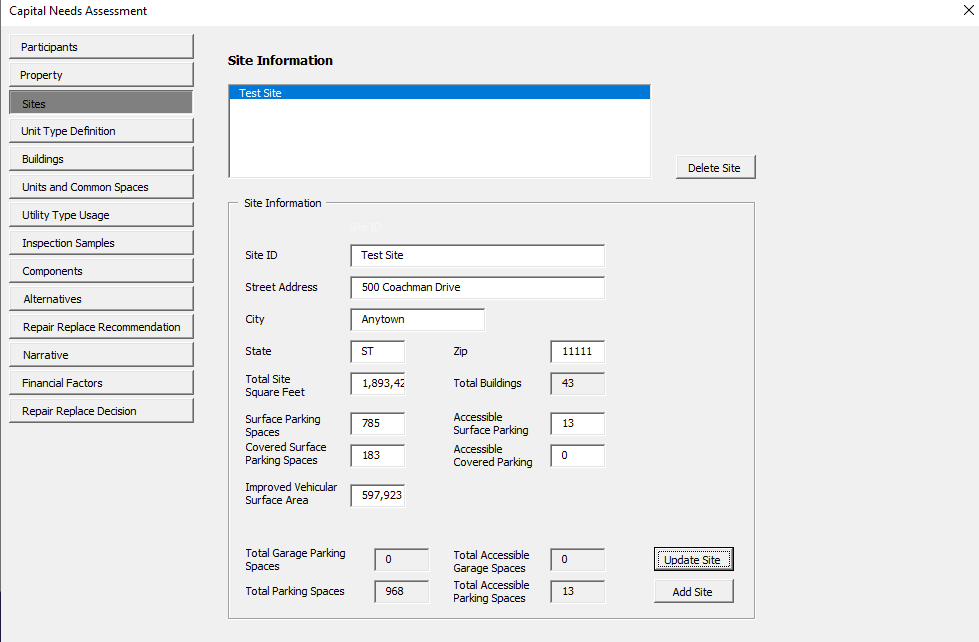 Capital Needs Assessment
Participants
Property
Sites
Unit Type Definition
Buildings
Units and Common Spaces
Utility Type Usage
Inspection Samples
Components
Alternatives
Repair Replace Recommendation
Narrative
Financial Factors
Repair Replace Decision
Site Information
Test Site
Delete Site
Site Information
Site ID
Site ID Test Site
Street Address 500 Coachman Drive
City Anytown
State ST Zip 11111
Total Site
Square Feet 1,893,42 Total Buildings 43
Surface Parking
Spaces 785
Accessible
Surface Parking 13
Covered Surface
Parking Spaces 183
Accessible
Covered Parking 0
Improved Vehicular
Surface Area 597,923
Total Garage Parking
Spaces 0
Total Accessible
Garage Spaces 0
Update Site
Total Parking Spaces 968
Total Accessible
Parking Spaces 13
Add Site